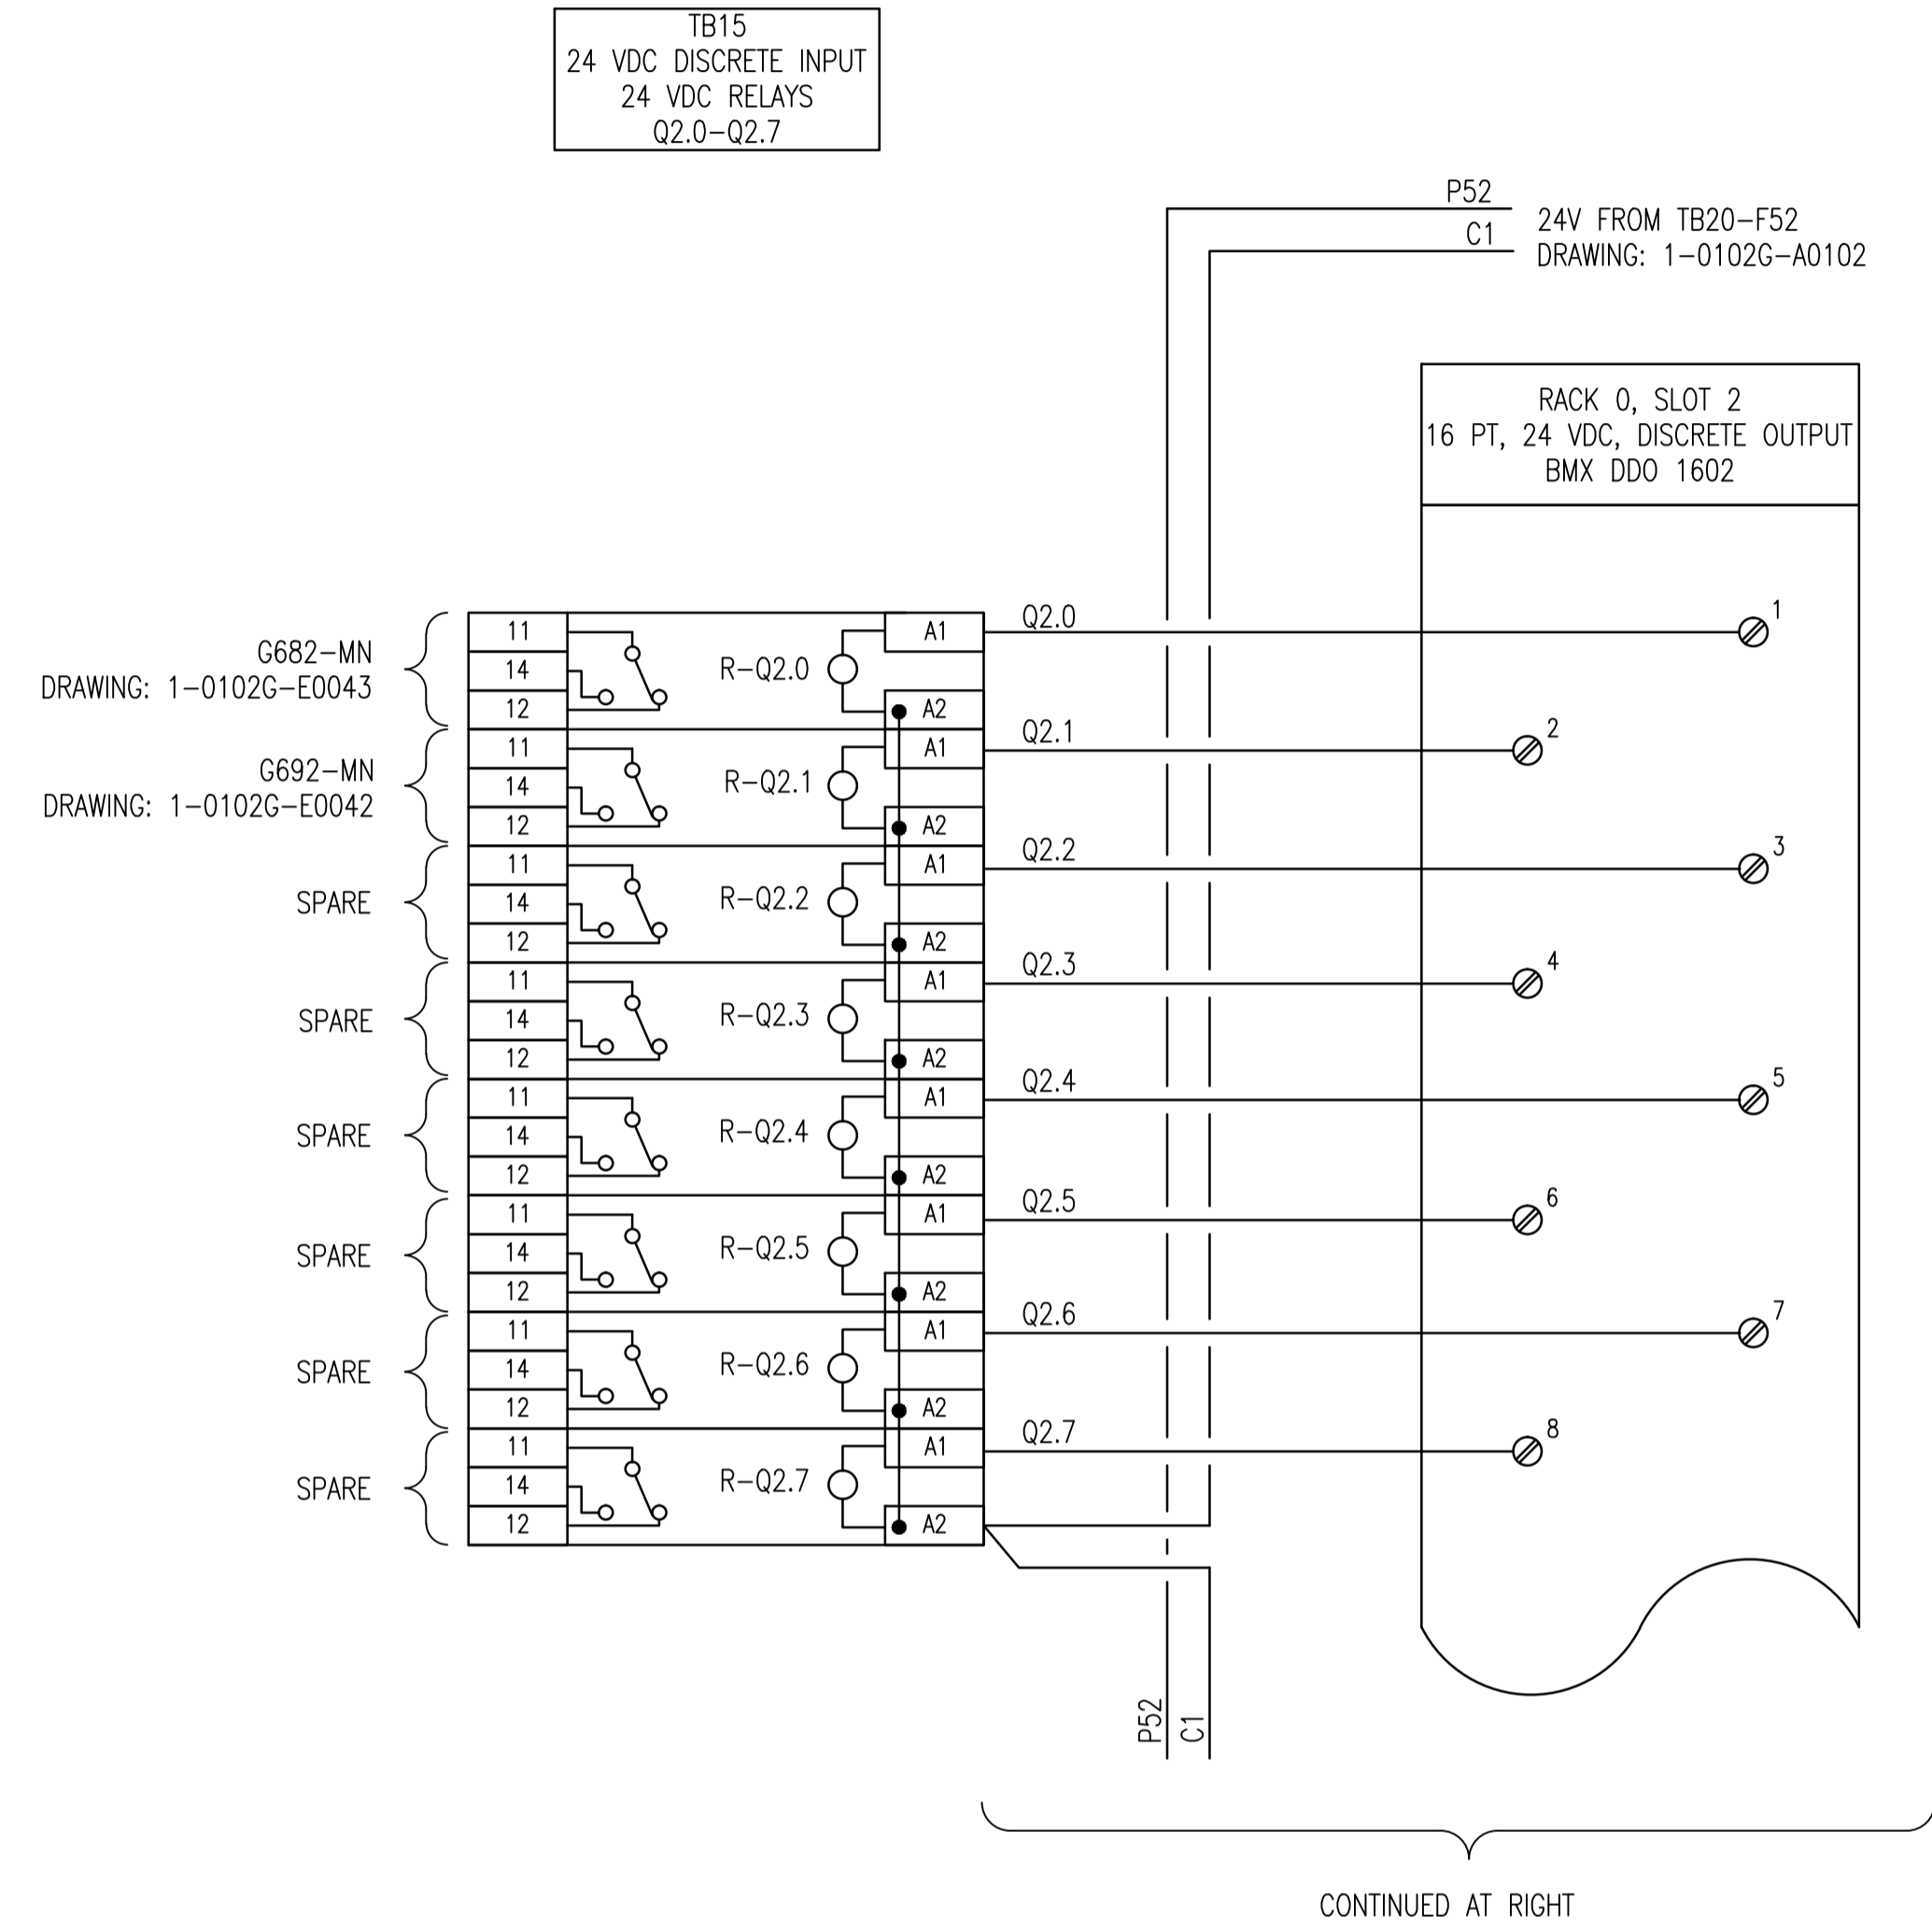 TB15
24 VDC DISCRETE INPUT
24 VDC RELAYS
Q2.0-Q2.7
P52
C1
24V FROM TB20-F52
DRAWING: 1-0102G-A0102
RACK 0, SLOT 2
16 PT, 24 VDC, DISCRETE OUTPUT
BMX DDO 1602
G682-MN
DRAWING: 1-0102G-E0043
11
14
12
R-Q2.0
A1
A2
Q2.0
1
G692-MN
DRAWING: 1-0102G-E0042
11
14
12
R-Q2.1
A1
A2
Q2.1
2
SPARE
11
14
12
R-Q2.2
A1
A2
Q2.2
3
SPARE
11
14
12
R-Q2.3
A1
A2
Q2.3
4
SPARE
11
14
12
R-Q2.4
A1
A2
Q2.4
5
SPARE
11
14
12
R-Q2.5
A1
A2
Q2.5
6
SPARE
11
14
12
R-Q2.6
A1
A2
Q2.6
7
SPARE
11
14
12
R-Q2.7
A1
A2
Q2.7
8
P52
C1
CONTINUED AT RIGHT